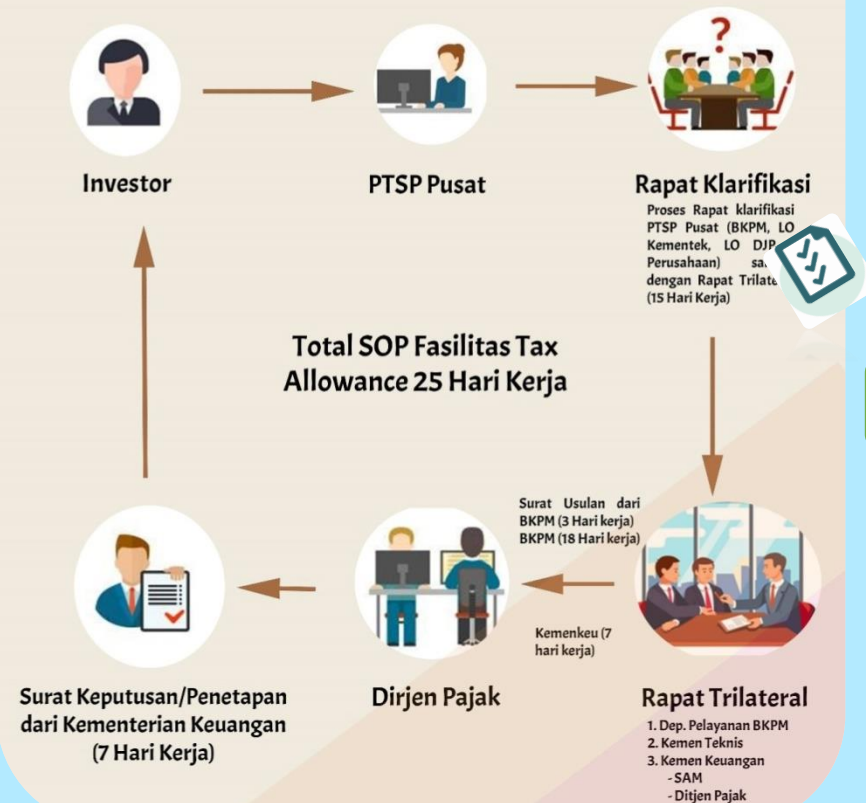 ?
Investor
PTSP Pusat
Rapat Klarifikasi
Proses Rapat klarifikasi
PTSP Pusat (BKPM, LO
Kementek, LO DJP
Perusahaan)
dengan Rapat
(15 Hari Kerja)
Total SOP Fasilitas Tax
Allowance 25 Hari Kerja
Surat Usulan dari
BKPM (3 Hari kerja)
BKPM (18 Hari kerja)
Kemenkeu (7
hari kerja)
Surat Keputusan/Penetapan
dari Kementerian Keuangan
(7 Hari Kerja)
Dirjen Pajak
Rapat Trilateral
1. Dep. Pelayanan BKPM
2. Kemen Teknis
3. Kemen Keuangan
- SAM
- Ditjen Pajak